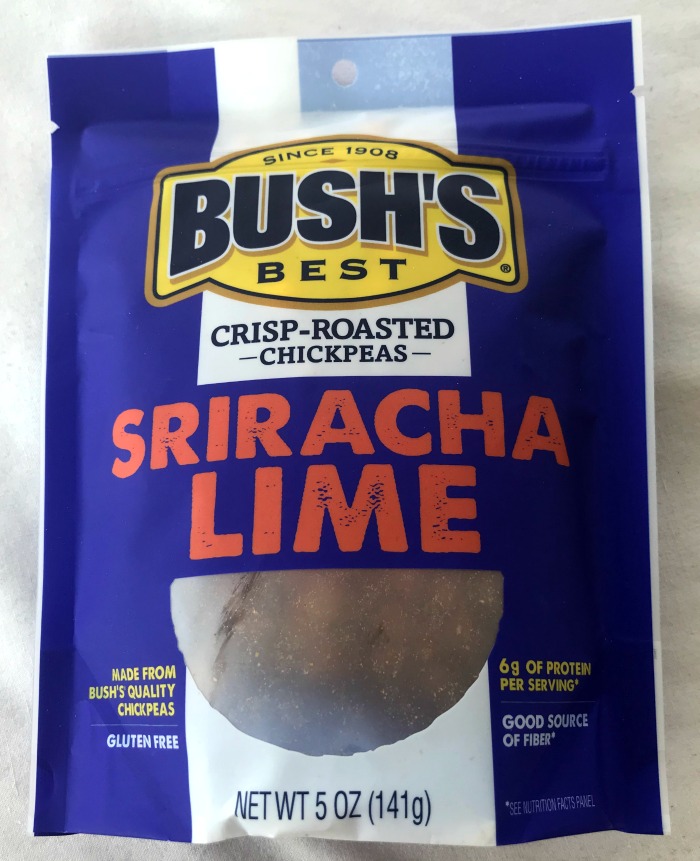 SINCE 1908
BUSH'S
BEST®
CRISP-ROASTED
—CHICKPEAS—
SRIRACHA
LIME
MADE FROM
BUSH'S QUALITY
CHICKPEAS
GLUTEN FREE
6g OF PROTEIN
PER SERVING*
GOOD SOURCE
OF FIBER*
*SEE NUTRITION FACTS PANEL
NET WT 5 OZ (141g)